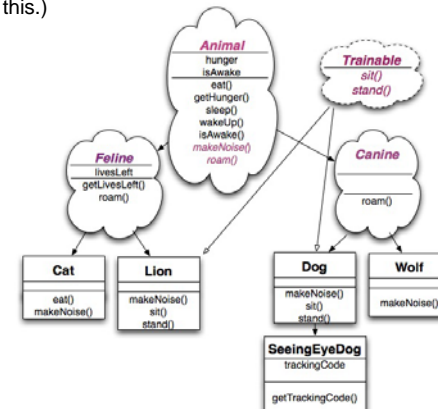 this.)
Animal
hunger
isAwake
eat()
getHunger()
sleep()
wakeUp()
isAwake()
makeNoise()
roam()
Trainable
sit()
stand()
Feline
livesLeft
getLivesLeft()
roam()
Canine
roam()
Cat
eat()
makeNoise()
Lion
makeNoise()
sit()
stand()
Dog
makeNoise()
sit()
stand()
Wolf
makeNoise()
SeeingEyeDog
trackingCode
getTrackingCode()